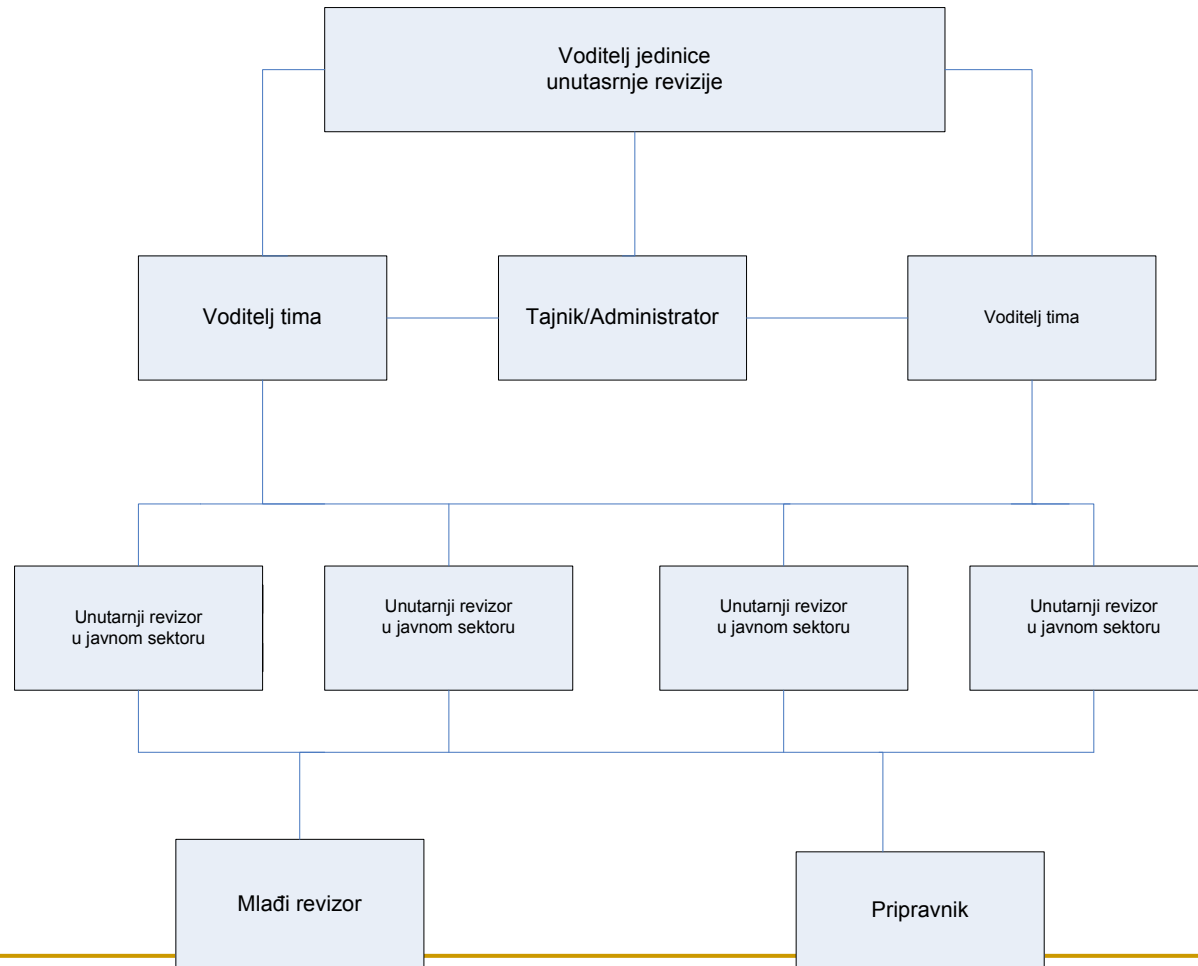 Voditelj jedinice
unutasrnje revizije
Voditelj tima
Tajnik/Administrator
Voditelj tima
Unutarnji revizor
u javnom sektoru
Unutarnji revizor
u javnom sektoru
Unutarnji revizor
u javnom sektoru
Unutarnji revizor
u javnom sektoru
Mlađi revizor
Pripravnik